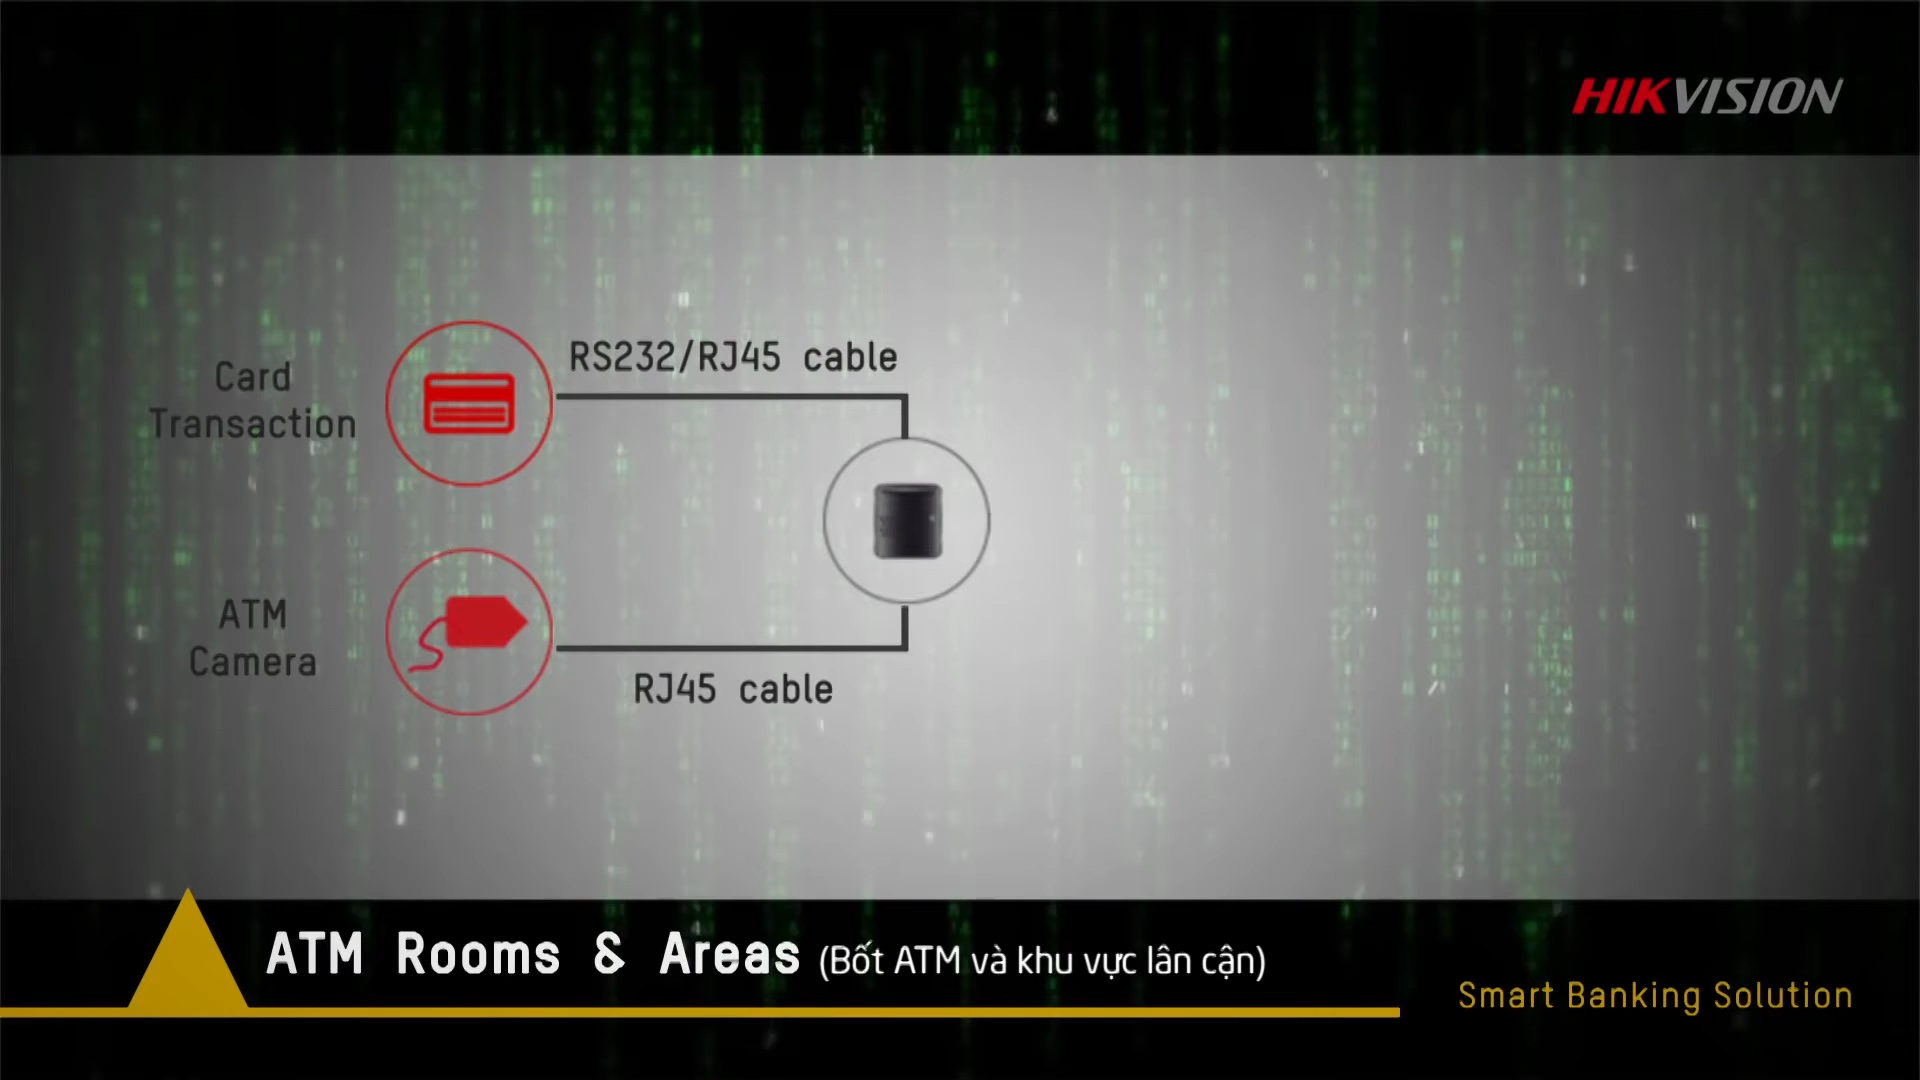 HIKVISION
Card
Transaction
RS232/RJ45 cable
ATM
Camera
RJ45 cable
ATM Rooms & Areas (Bốt ATM và khu vực lân cận)
Smart Banking Solution